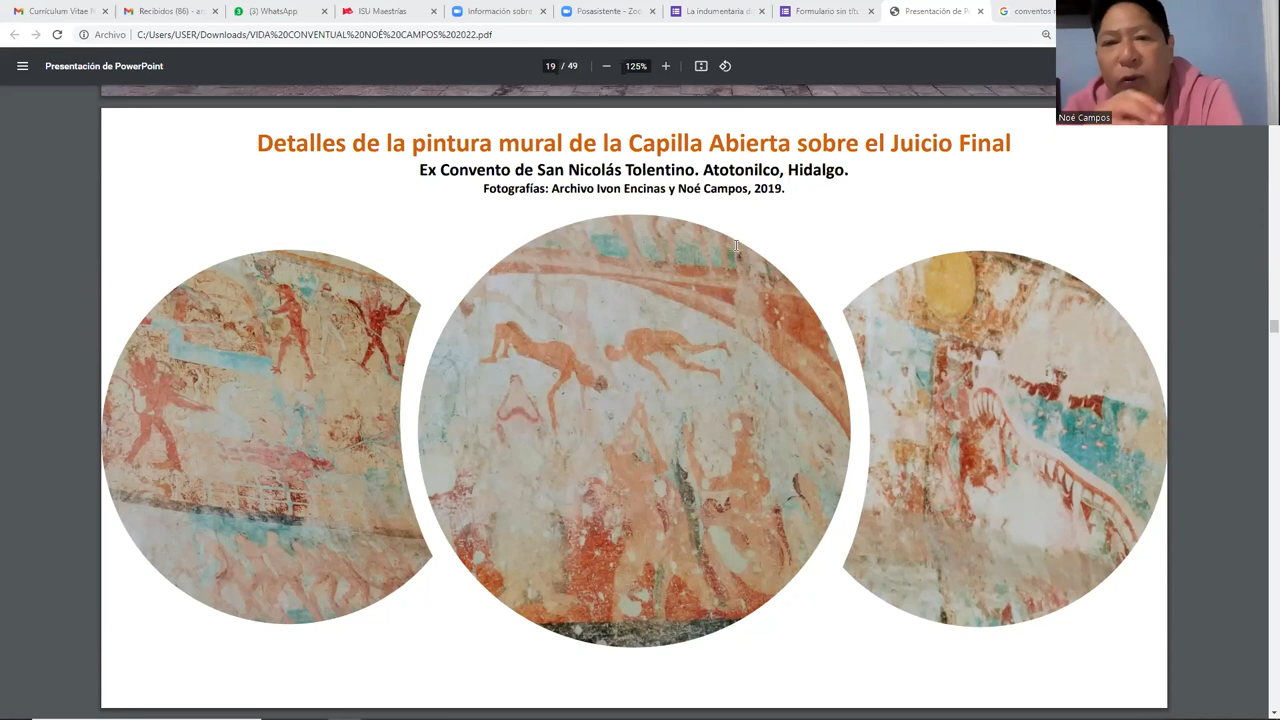 Currículum Vitae N
Recibidos (86) - ar
(3) WhatsApp
ISU Maestrías
Información sobre
Posasistente - Zoo
La indumentaria d
Formulario sin títu
Presentación de P
conventos n
Archivo
C:/Users/USER/Downloads/VIDA%20CONVENTUAL%20NOÉ%20CAMPOS%202022.pdf
Presentación de PowerPoint
19 / 49
125%
Noé Campos
Detalles de la pintura mural de la Capilla Abierta sobre el Juicio Final
Ex Convento de San Nicolás Tolentino. Atotonilco, Hidalgo.
Fotografías: Archivo Ivon Encinas y Noé Campos, 2019.